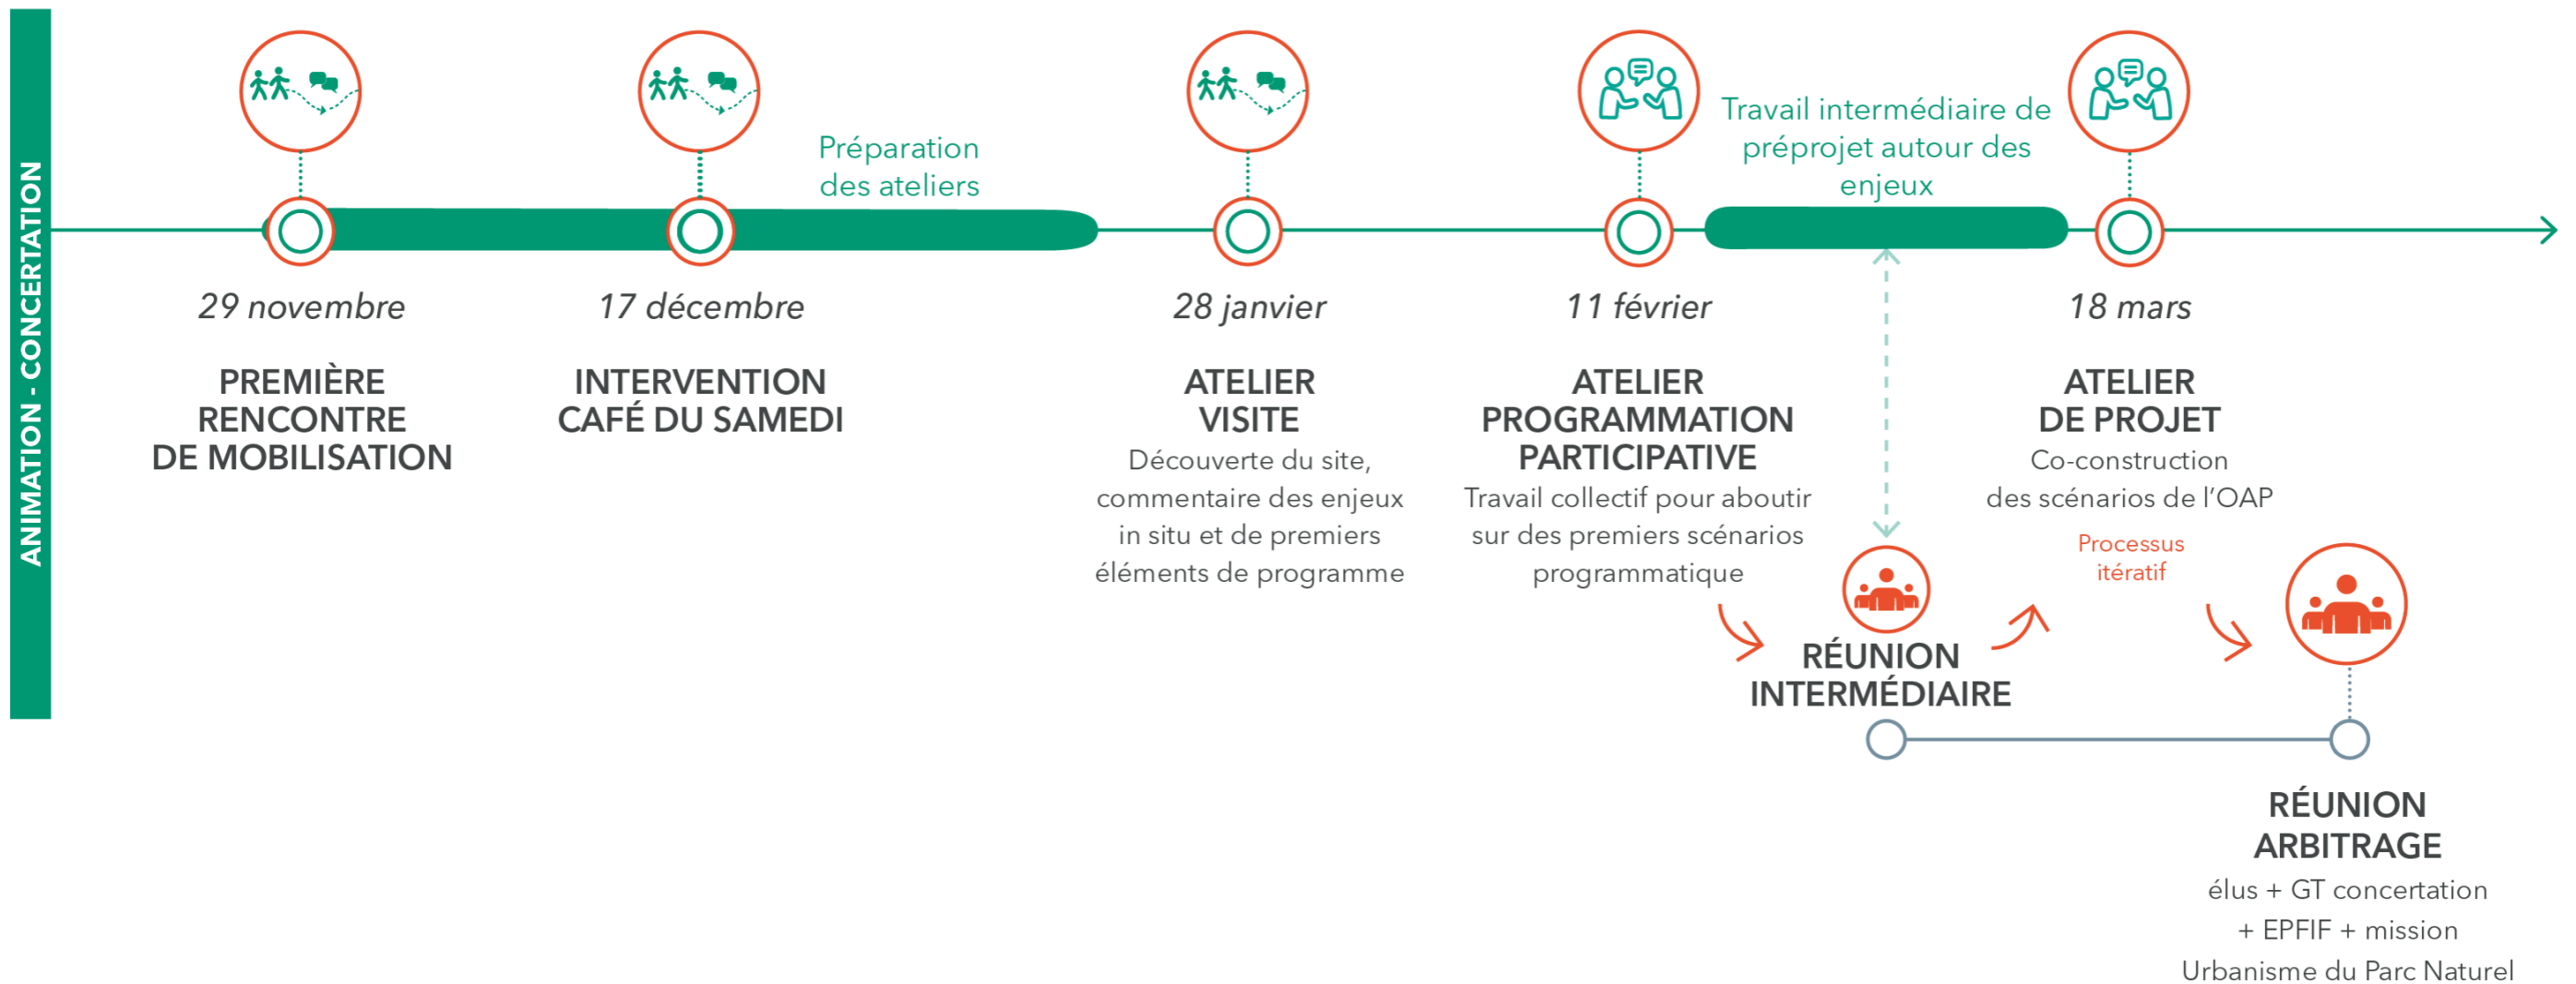 ANIMATION - CONCERTATION
Préparation
des ateliers
Travail intermédiaire de
préprojet autour des
enjeux
29 novembre
PREMIÈRE
RENCONTRE
DE MOBILISATION
17 décembre
INTERVENTION
CAFÉ DU SAMEDI
28 janvier
ATELIER
VISITE
Découverte du site,
commentaire des enjeux
in situ et de premiers
éléments de programme
11 février
ATELIER
PROGRAMMATION
PARTICIPATIVE
Travail collectif pour aboutir
sur des premiers scénarios
programmatique
18 mars
ATELIER
DE PROJET
Co-construction
des scénarios de l’OAP
Processus
itératif
RÉUNION
INTERMÉDIAIRE
RÉUNION
ARBITRAGE
élus + GT concertation
+ EPFIF + mission
Urbanisme du Parc Naturel